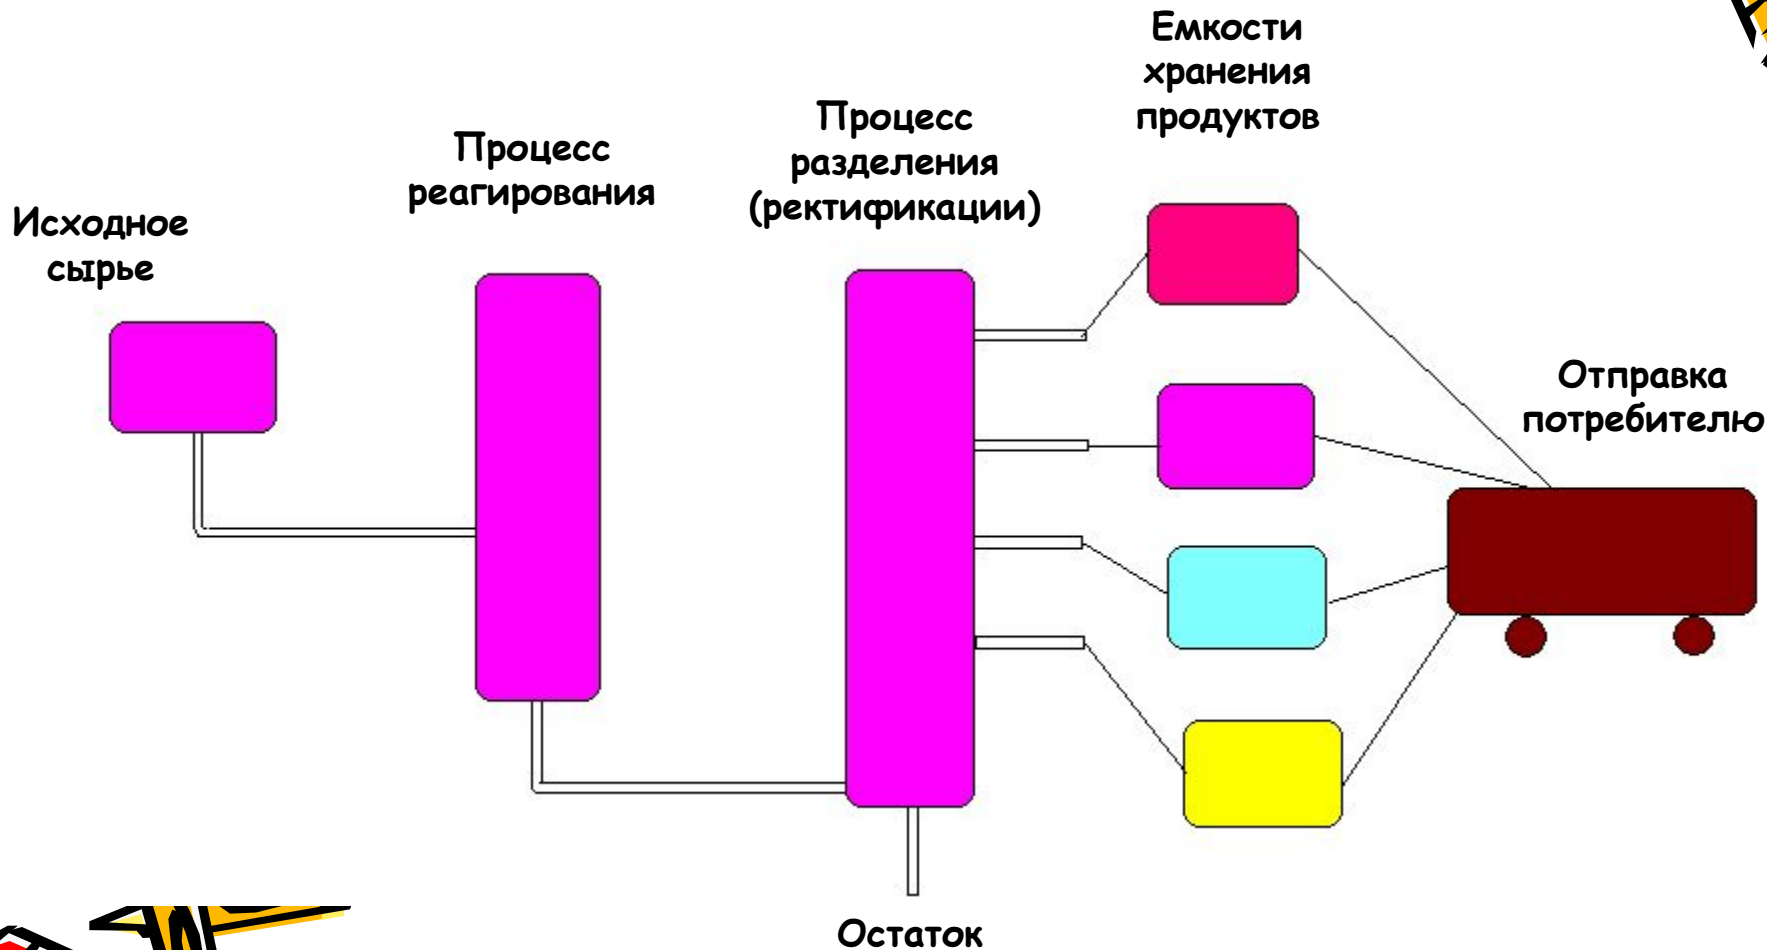 Исходное
сырье
Процесс
реагирования
Процесс
разделения
(ректификации)
Емкости
хранения
продуктов
Отправка
потребителю
Остаток